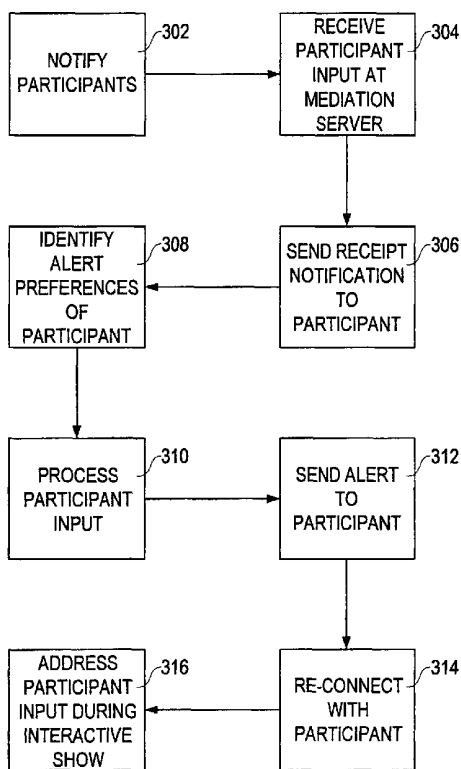 NOTIFY
PARTICIPANTS
302
RECEIVE
PARTICIPANT
INPUT AT
MEDIATION
SERVER
304
SEND RECEIPT
NOTIFICATION
TO
PARTICIPANT
306
IDENTIFY
ALERT
PREFERENCES
OF
PARTICIPANT
308
PROCESS
PARTICIPANT
INPUT
310
SEND ALERT
TO
PARTICIPANT
312
RE-CONNECT
WITH
PARTICIPANT
314
ADDRESS
PARTICIPANT
INPUT DURING
INTERACTIVE
SHOW
316